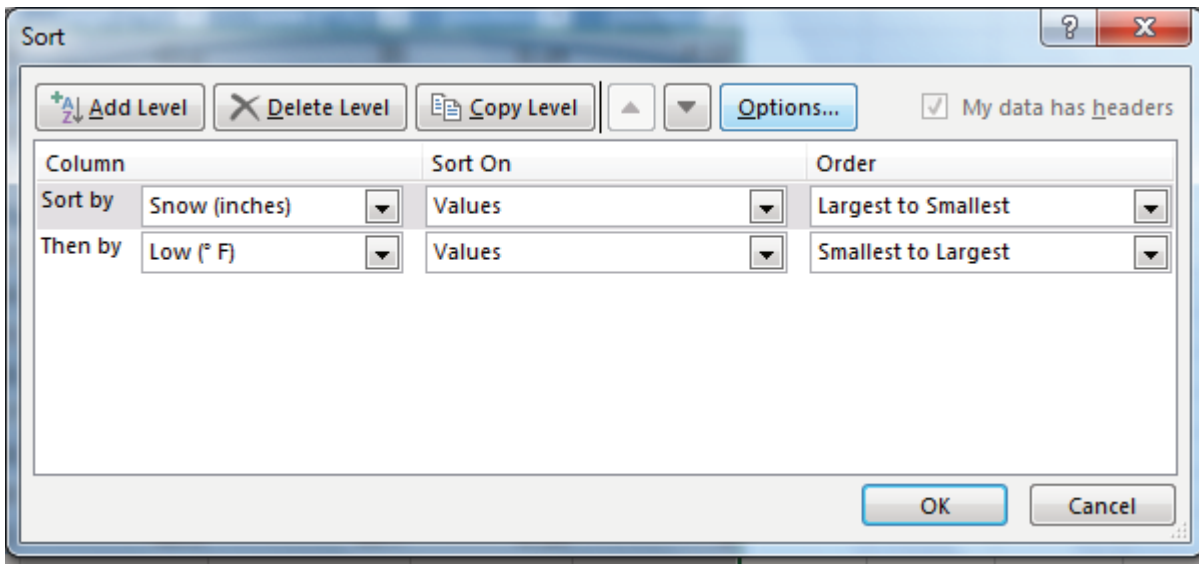 Sort
Add Level Delete Level Copy Level Options... My data has headers
Column Sort On Order
Sort by Snow (inches) Values Largest to Smallest
Then by Low (° F) Values Smallest to Largest
OK Cancel